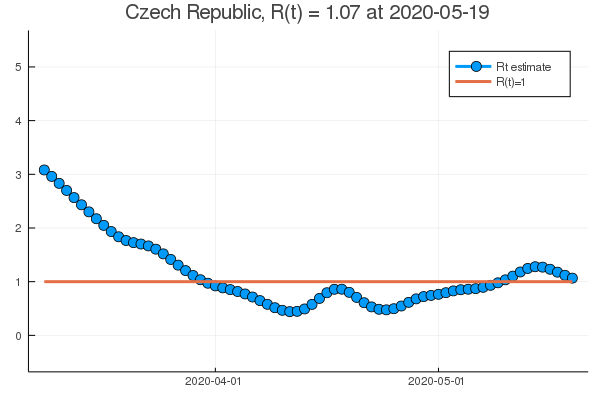 Czech Republic, R(t) = 1.07 at 2020-05-19
5
4
3
2
1
0
Rt estimate
R(t)=1
2020-04-01
2020-05-01